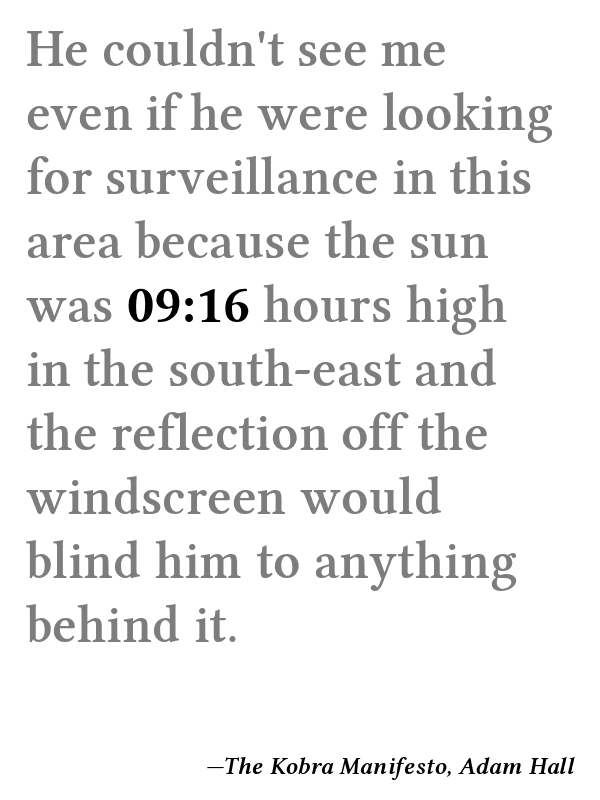 He couldn't see me
even if he were looking
for surveillance in this
area because the sun
was 09:16 hours high
in the south-east and
the reflection off the
windscreen would
blind him to anything
behind it.
—The Kobra Manifesto, Adam Hall